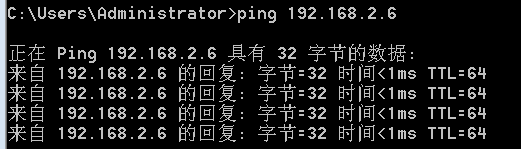 C:\Users\Administrator>ping 192.168.2.6
正在 Ping 192.168.2.6 具有 32 字节的数据:
来自 192.168.2.6 的回复: 字节=32 时间<1ms TTL=64
来自 192.168.2.6 的回复: 字节=32 时间<1ms TTL=64
来自 192.168.2.6 的回复: 字节=32 时间<1ms TTL=64
来自 192.168.2.6 的回复: 字节=32 时间<1ms TTL=64